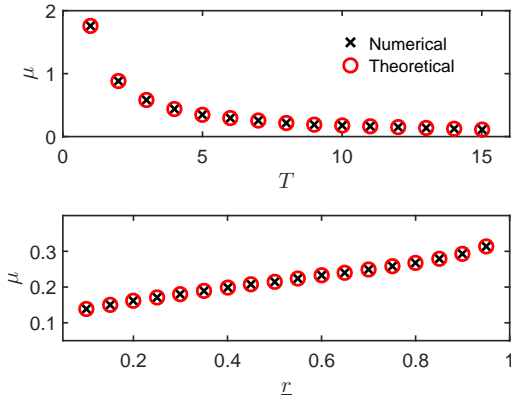 2
Numerical
Theoretical
μ
1
0
0 5 10 15
T
0.3
μ
0.2
0.1
0.2 0.4 0.6 0.8 1
r